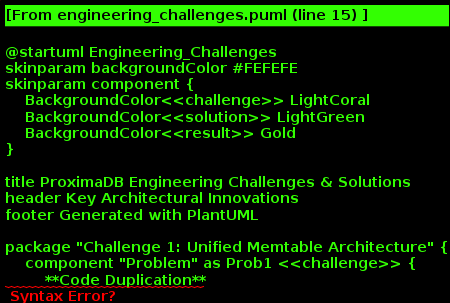 [From engineering_challenges.puml (line 15) ]
@startuml Engineering_Challenges
skinparam backgroundColor #FEFEFE
skinparam component {
BackgroundColor<<challenge>> LightCoral
BackgroundColor<<solution>> LightGreen
BackgroundColor<<result>> Gold
}
title ProximaDB Engineering Challenges & Solutions
header Key Architectural Innovations
footer Generated with PlantUML
package "Challenge 1: Unified Memtable Architecture" {
component "Problem" as Prob1 <<challenge>> {
**Code Duplication**
Syntax Error?